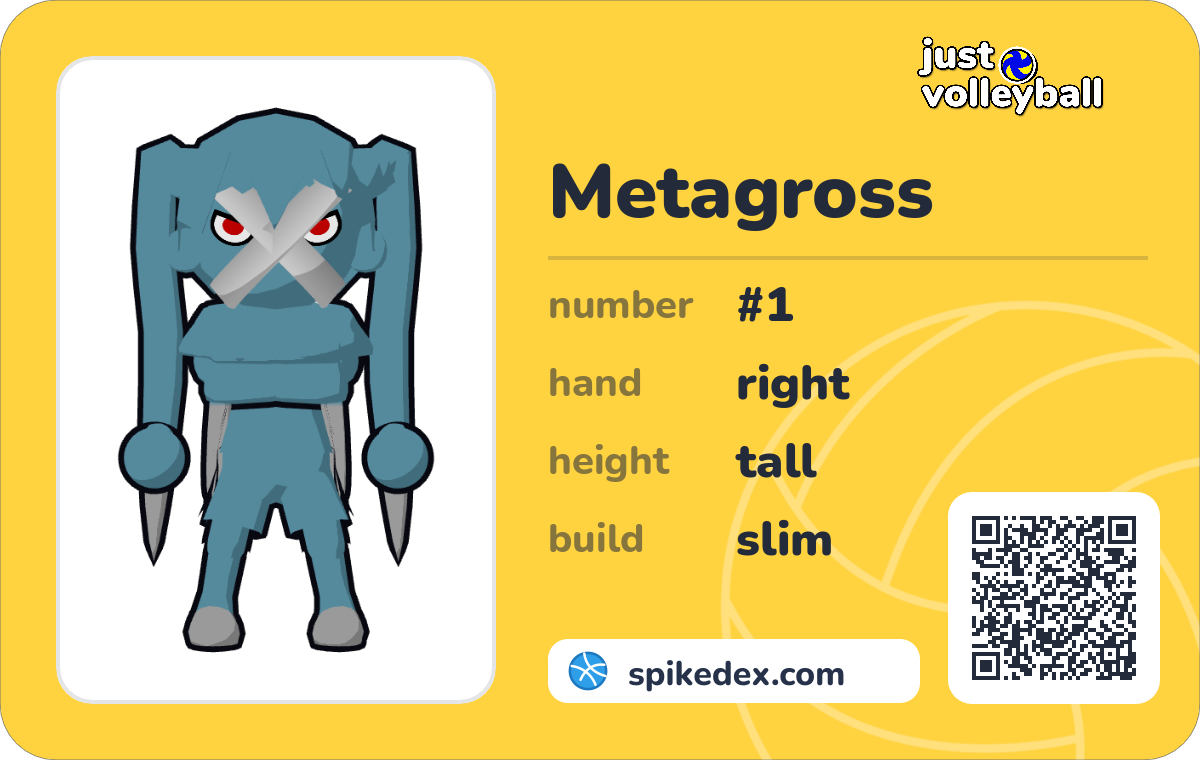 just
volleyball
Metagross
number #1
hand right
height tall
build slim
spikedex.com